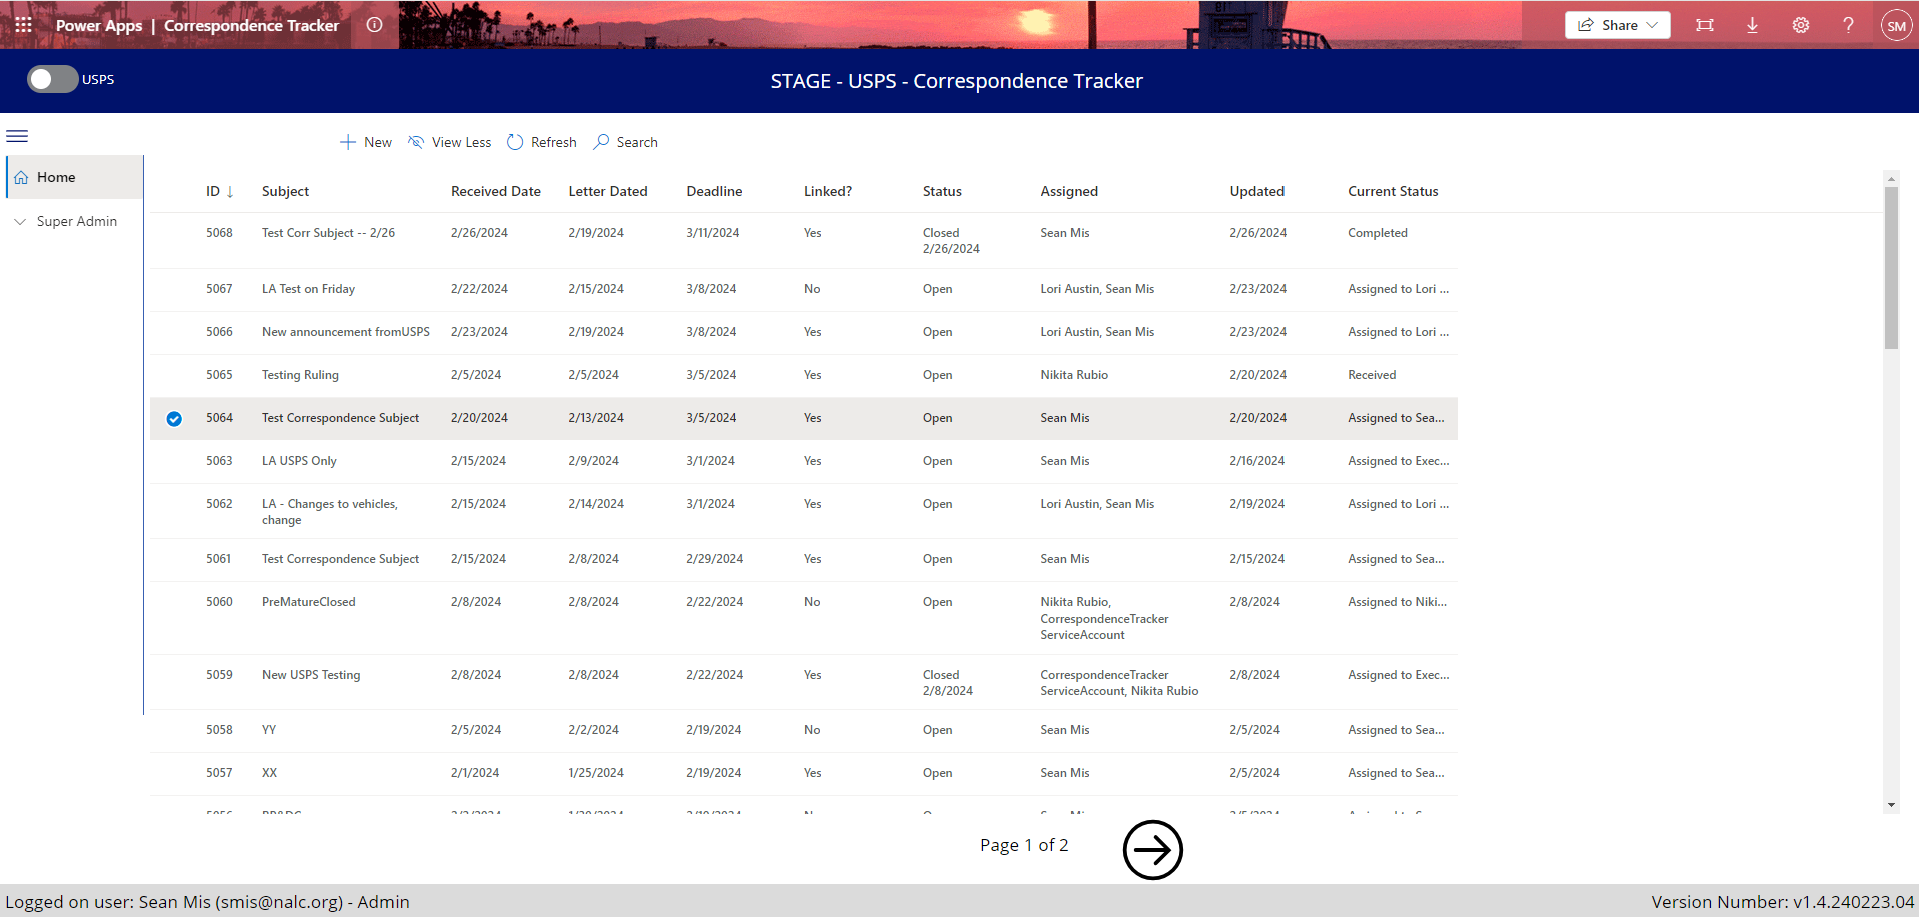 Power Apps | Correspondence Tracker
Share
SM
USPS
STAGE - USPS - Correspondence Tracker
New View Less Refresh Search
Home
Super Admin
ID Subject Received Date Letter Dated Deadline Linked? Status Assigned Updated Current Status
5068 Test Corr Subject -- 2/26 2/26/2024 2/19/2024 3/11/2024 Yes Closed Sean Mis 2/26/2024 Completed
2/26/2024
5067 LA Test on Friday 2/22/2024 2/15/2024 3/8/2024 No Open Lori Austin, Sean Mis 2/23/2024 Assigned to Lori ...
5066 New announcement fromUSPS 2/23/2024 2/19/2024 3/8/2024 Yes Open Lori Austin, Sean Mis 2/23/2024 Assigned to Lori ...
5065 Testing Ruling 2/5/2024 2/5/2024 3/5/2024 Yes Open Nikita Rubio 2/20/2024 Received
5064 Test Correspondence Subject 2/20/2024 2/13/2024 3/5/2024 Yes Open Sean Mis 2/20/2024 Assigned to Sea...
5063 LA USPS Only 2/15/2024 2/9/2024 3/1/2024 Yes Open Sean Mis 2/16/2024 Assigned to Exec...
5062 LA - Changes to vehicles, 2/15/2024 2/14/2024 3/1/2024 Yes Open Lori Austin, Sean Mis 2/19/2024 Assigned to Lori ...
change
5061 Test Correspondence Subject 2/15/2024 2/8/2024 2/29/2024 Yes Open Sean Mis 2/15/2024 Assigned to Sea...
5060 PreMatureClosed 2/8/2024 2/8/2024 2/22/2024 No Open Nikita Rubio, 2/8/2024 Assigned to Niki...
CorrespondenceTracker
ServiceAccount
5059 New USPS Testing 2/8/2024 2/8/2024 2/22/2024 Yes Closed CorrespondenceTracker 2/8/2024 Assigned to Exec...
2/8/2024 ServiceAccount, Nikita Rubio
5058 YY 2/5/2024 2/2/2024 2/19/2024 No Open Sean Mis 2/5/2024 Assigned to Sea...
5057 XX 2/1/2024 1/25/2024 2/19/2024 Yes Open Sean Mis 2/5/2024 Assigned to Sea...
Page 1 of 2
Logged on user: Sean Mis (smis@nalc.org) - Admin
Version Number: v1.4.240223.04